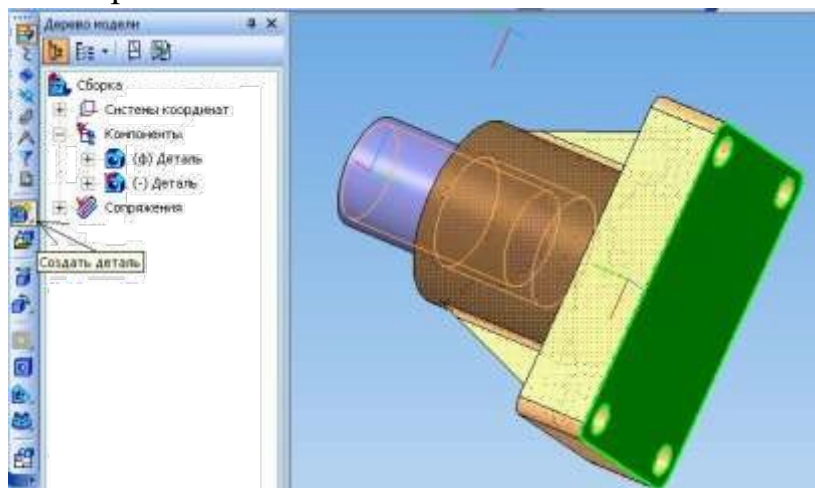 Дерево модели
Сборка
Системы координат
Компоненты
(ф) Деталь
(-) Деталь
Сопряжения
Создать деталь